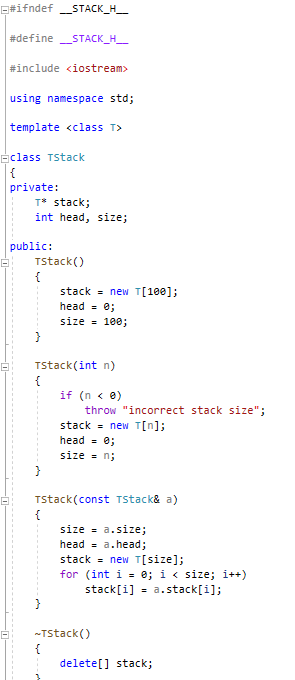 #ifndef __STACK_H__
#define __STACK_H__
#include <iostream>
using namespace std;
template <class T>
class TStack
{
private:
    T* stack;
    int head, size;
public:
    TStack()
    {
        stack = new T[100];
        head = 0;
        size = 100;
    }
    TStack(int n)
    {
        if (n < 0)
            throw "incorrect stack size";
        stack = new T[n];
        head = 0;
        size = n;
    }
    TStack(const TStack& a)
    {
        size = a.size;
        head = a.head;
        stack = new T[size];
        for (int i = 0; i < size; i++)
            stack[i] = a.stack[i];
    }
    ~TStack()
    {
        delete[] stack;
    }